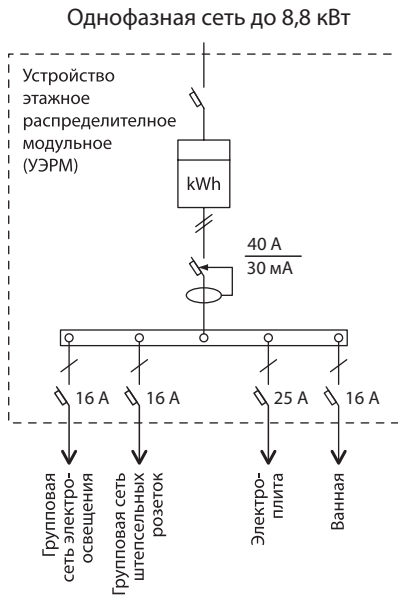 Однофазная сеть до 8,8 кВт
Устройство
этажное
распределителное
модульное
(УЭРМ)
kWh
40 А
30 мА
16 А
16 А
25 А
16 А
Групповая
сеть электро-
освещения
Групповая сеть
штепсельных
розеток
Электро-
плита
Ванная